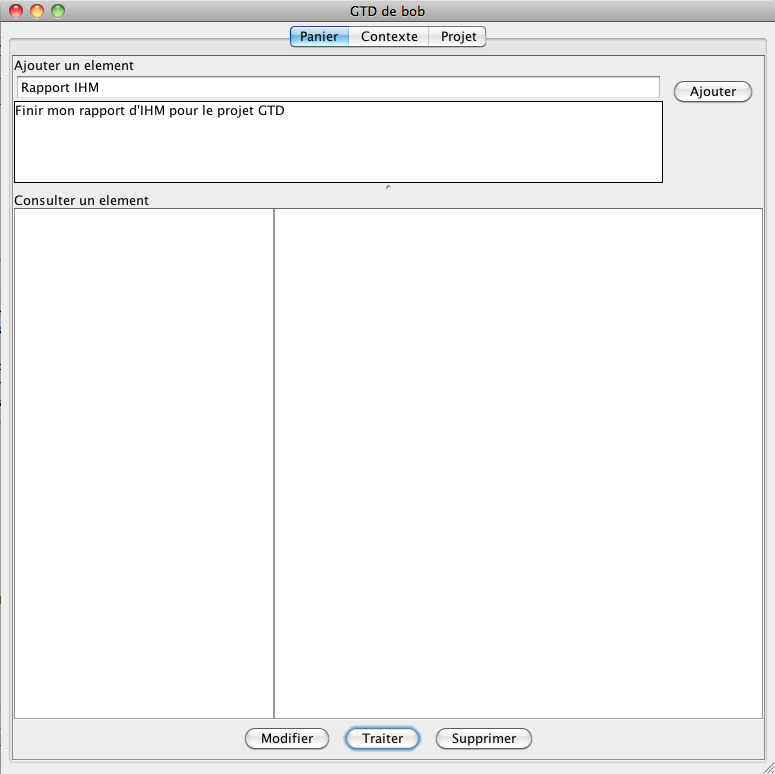 GTD de bob
Panier Contexte Projet
Ajouter un element
Rapport IHM
Ajouter
Finir mon rapport d'IHM pour le projet GTD
Consulter un element
Modifier Traiter Supprimer